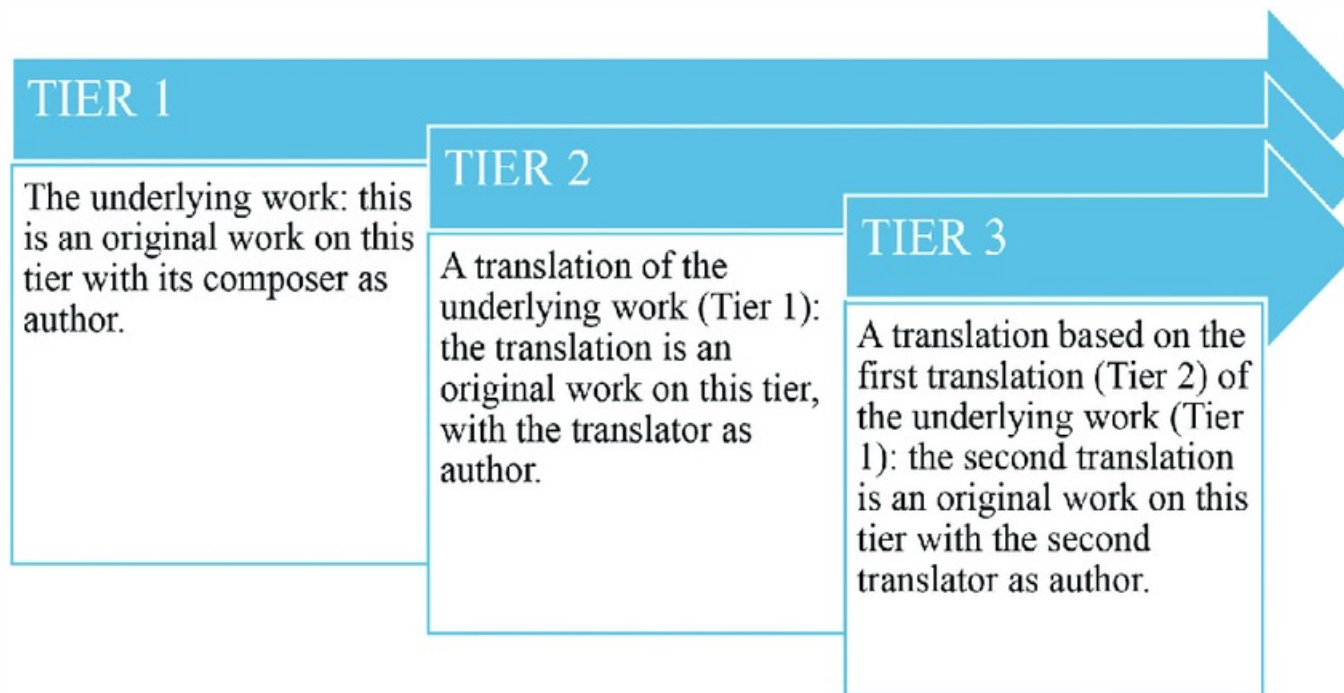 TIER 1
The underlying work: this
is an original work on this
tier with its composer as
author.
TIER 2
A translation of the
underlying work (Tier 1):
the translation is an
original work on this tier,
with the translator as
author.
TIER 3
A translation based on the
first translation (Tier 2) of
the underlying work (Tier
1): the second translation
is an original work on this
tier with the second
translator as author.